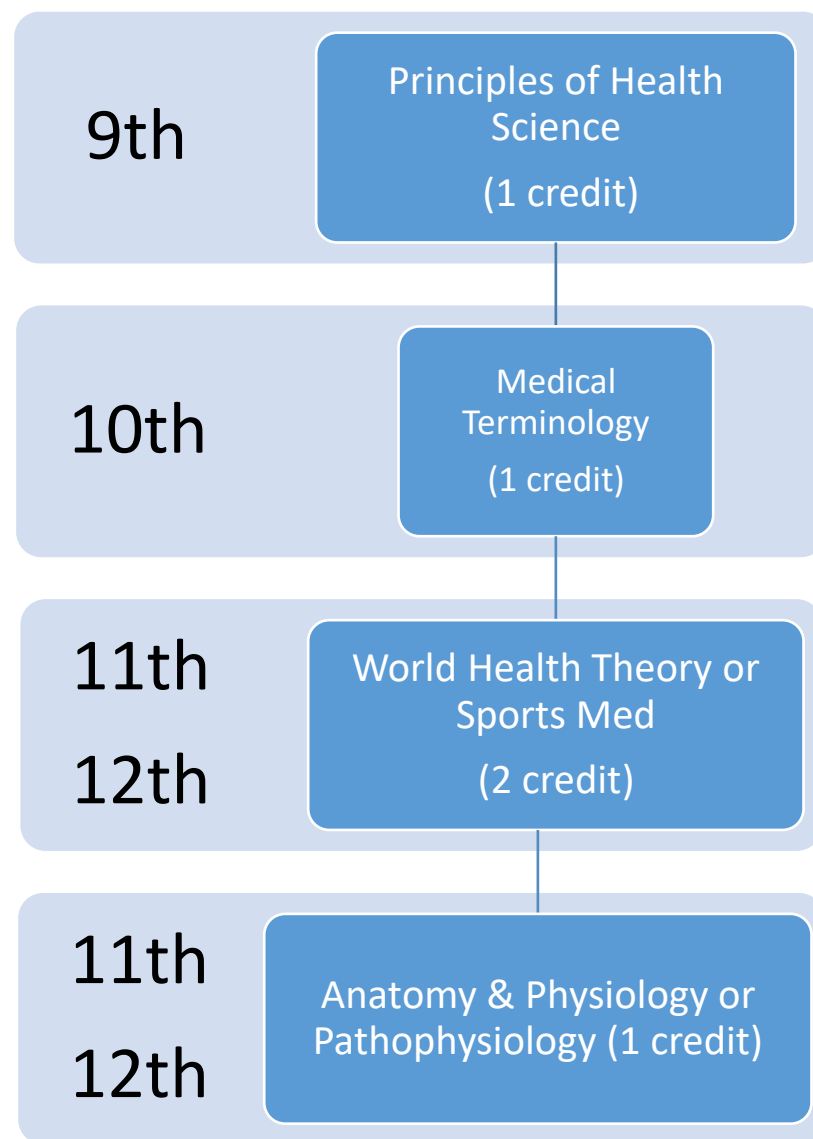 9th
Principles of Health
Science
(1 credit)
10th
Medical
Terminology
(1 credit)
11th
12th
World Health Theory or
Sports Med
(2 credit)
11th
12th
Anatomy & Physiology or
Pathophysiology (1 credit)